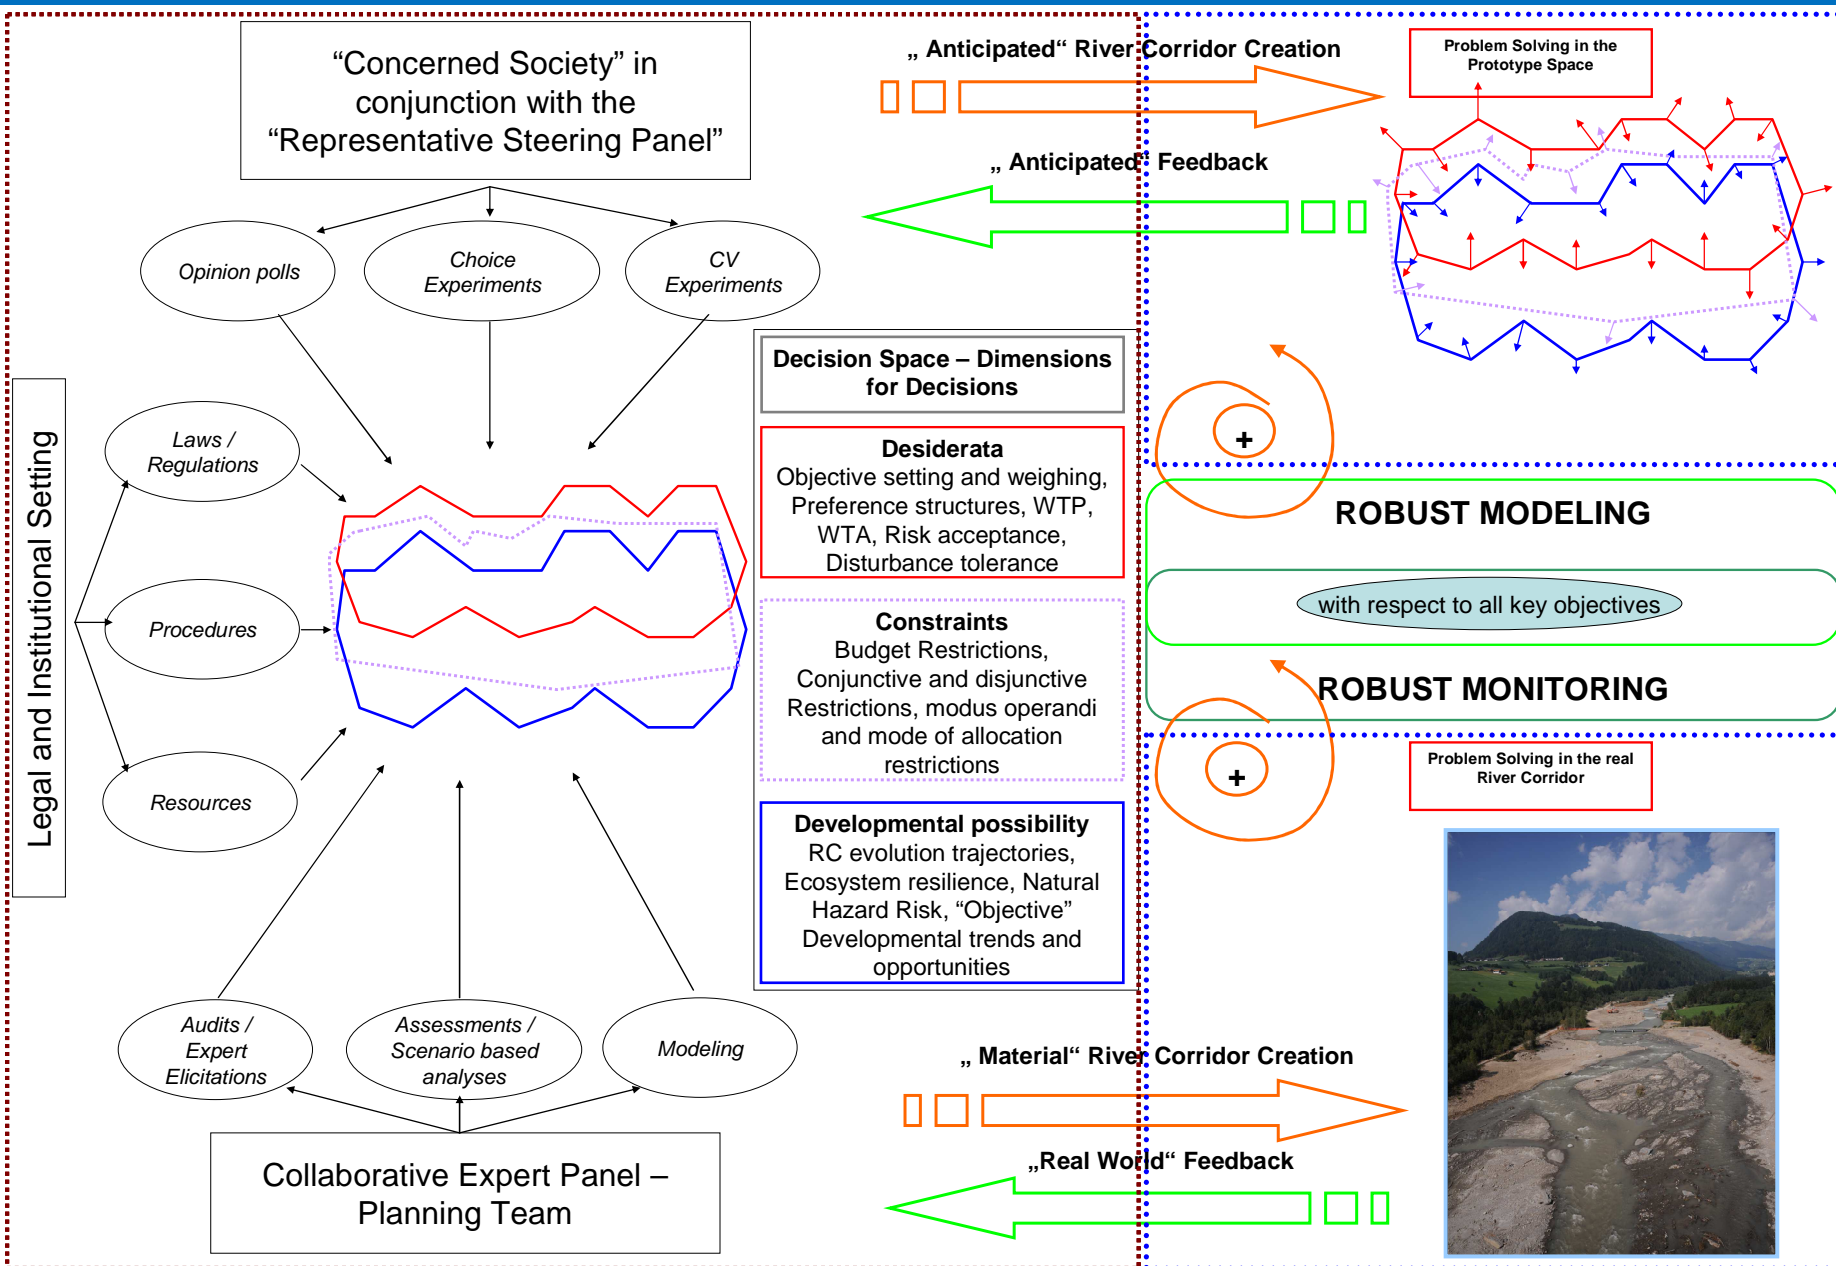 “Concerned Society” in
conjunction with the
“Representative Steering Panel”
„ Anticipated“ River Corridor Creation
„ Anticipated“ Feedback
Problem Solving in the
Prototype Space
Opinion polls
Choice
Experiments
CV
Experiments
Legal and Institutional Setting
Laws /
Regulations
Procedures
Resources
Decision Space – Dimensions
for Decisions
Desiderata
Objective setting and weighing,
Preference structures, WTP,
WTA, Risk acceptance,
Disturbance tolerance
Constraints
Budget Restrictions,
Conjunctive and disjunctive
Restrictions, modus operandi
and mode of allocation
restrictions
Developmental possibility
RC evolution trajectories,
Ecosystem resilience, Natural
Hazard Risk, “Objective”
Developmental trends and
opportunities
+
ROBUST MODELING
with respect to all key objectives
ROBUST MONITORING
+
Problem Solving in the real
River Corridor
Audits /
Expert
Elicitations
Assessments /
Scenario based
analyses
Modeling
Collaborative Expert Panel –
Planning Team
„ Material“ River Corridor Creation
„Real World“ Feedback